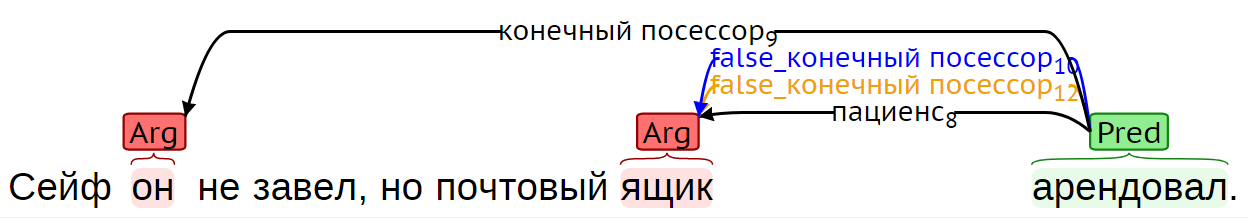 конечный посессор9
false_конечный посессор10
false_конечный посессор12
пациенс8
Arg Arg Pred
Сейф он не завел, но почтовый ящик арендовал.